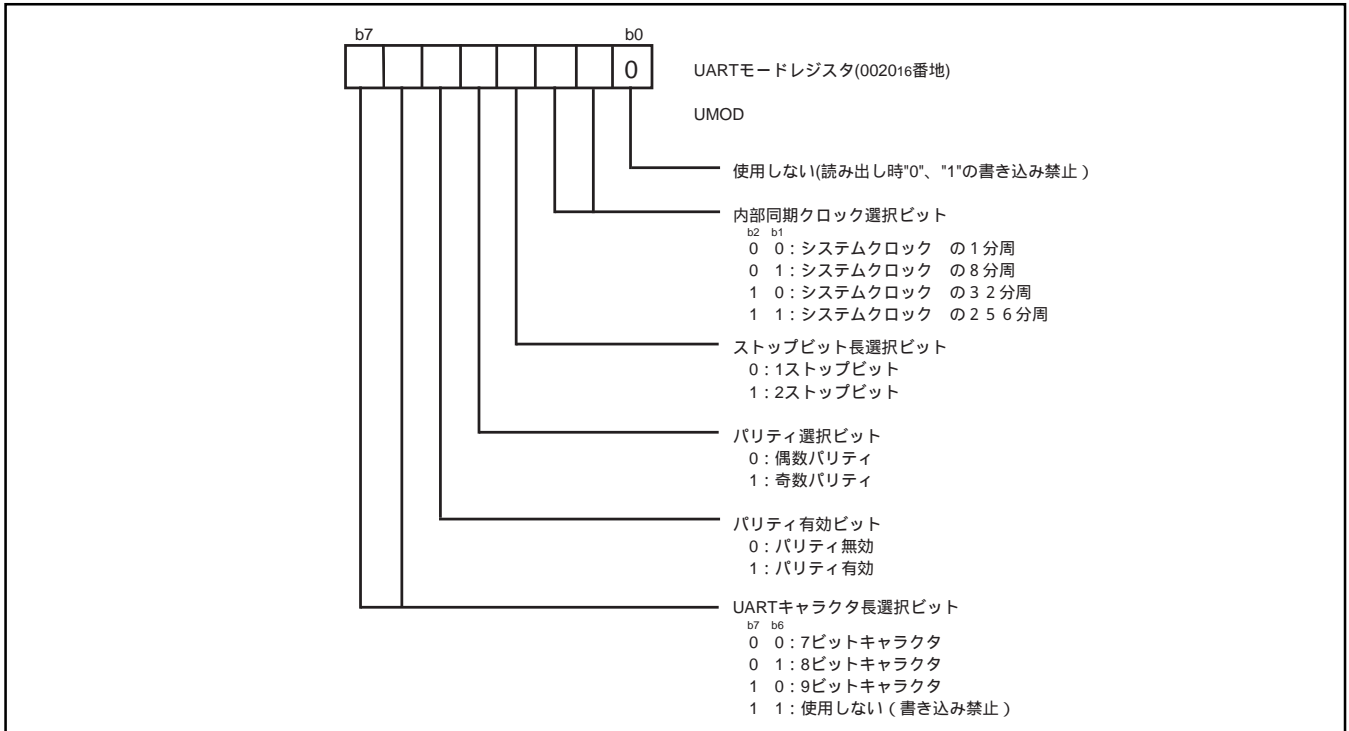 b7 b0
0
UARTモードレジスタ(002016番地)
UMOD
使用しない(読み出し時"0"、"1"の書き込み禁止)
内部同期クロック選択ビット
b2 b1
0 0：システムクロック　の１分周
0 1：システムクロック　の８分周
1 0：システムクロック　の３２分周
1 1：システムクロック　の２５６分周
ストップビット長選択ビット
0：1ストップビット
1：2ストップビット
パリティ選択ビット
0：偶数パリティ
1：奇数パリティ
パリティ有効ビット
0：パリティ無効
1：パリティ有効
UARTキャラクタ長選択ビット
b7 b6
0 0：7ビットキャラクタ
0 1：8ビットキャラクタ
1 0：9ビットキャラクタ
1 1：使用しない（書き込み禁止）